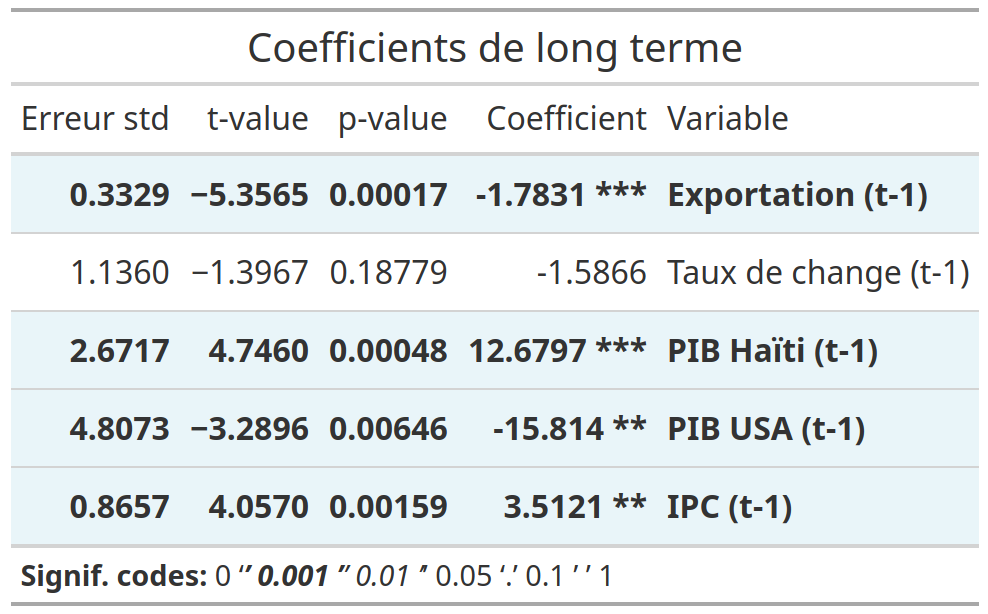 Coefficients de long terme
Erreur std t-value p-value Coefficient Variable
0.3329 −5.3565 0.00017 -1.7831 *** Exportation (t-1)
1.1360 −1.3967 0.18779 -1.5866 Taux de change (t-1)
2.6717 4.7460 0.00048 12.6797 *** PIB Haïti (t-1)
4.8073 −3.2896 0.00646 -15.814 ** PIB USA (t-1)
0.8657 4.0570 0.00159 3.5121 ** IPC (t-1)
Signif. codes: 0 ‘’ 0.001 ’’ 0.01 ’’ 0.05 ‘.’ 0.1 ’ ’ 1